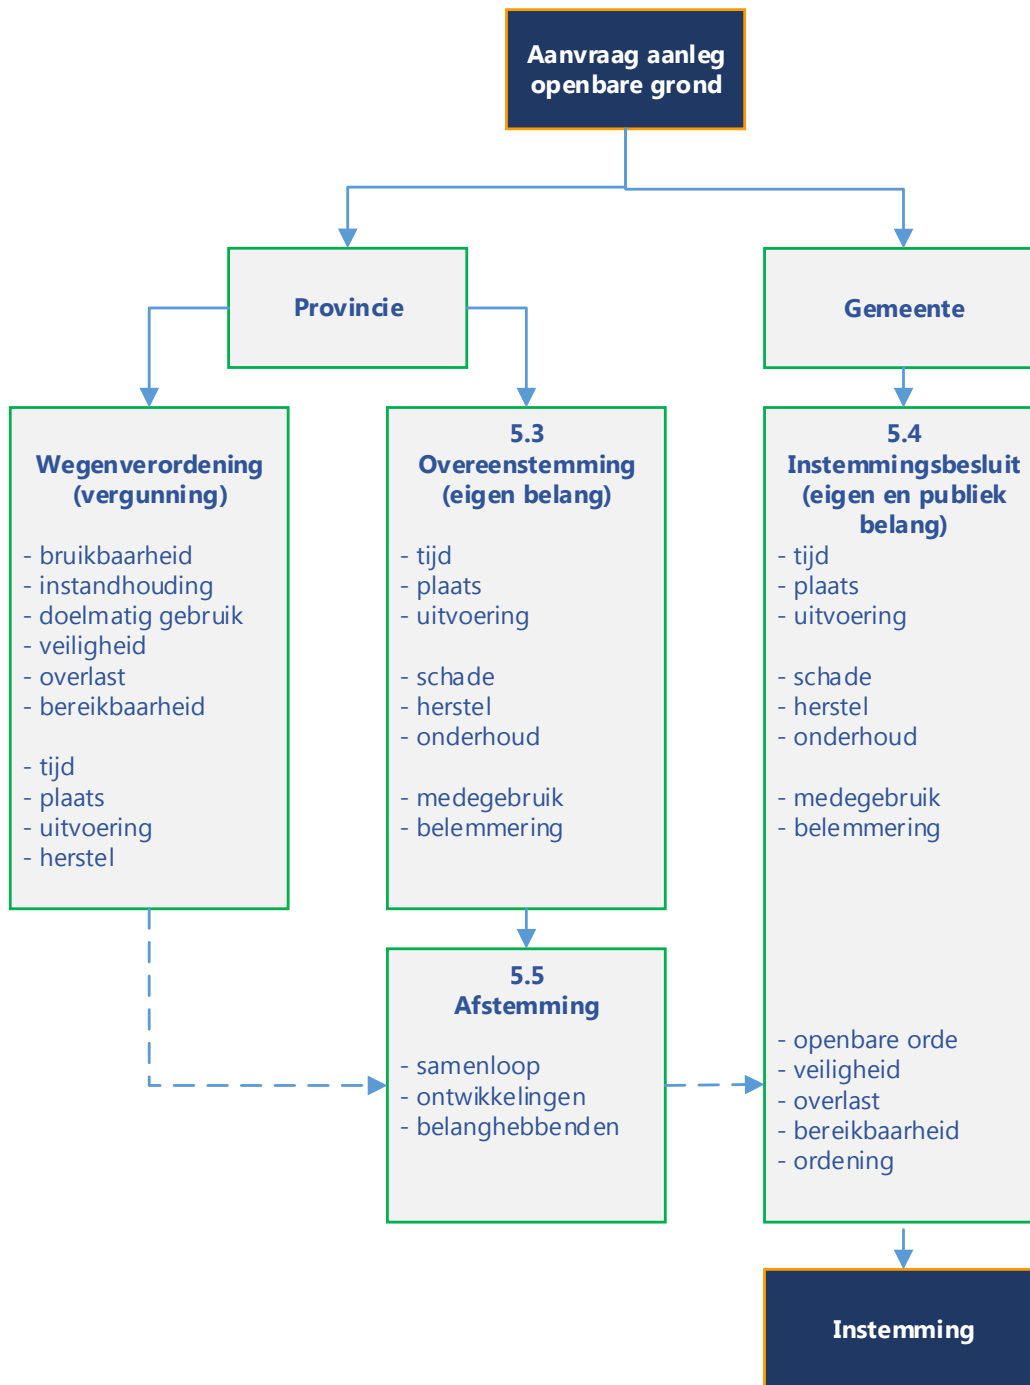 Aanvraag aanleg
openbare grond
Provincie
Gemeente
Wegenverordening
(vergunning)
- bruikbaarheid
- instandhouding
- doelmatig gebruik
- veiligheid
- overlast
- bereikbaarheid
- tijd
- plaats
- uitvoering
- herstel
5.3
Overeenstemming
(eigen belang)
- tijd
- plaats
- uitvoering
- schade
- herstel
- onderhoud
- medegebruik
- belemmering
5.5
Afstemming
- samenloop
- ontwikkelingen
- belanghebbenden
5.4
Instemmingsbesluit
(eigen en publiek
belang)
- tijd
- plaats
- uitvoering
- schade
- herstel
- onderhoud
- medegebruik
- belemmering
- openbare orde
- veiligheid
- overlast
- bereikbaarheid
- ordening
Instemming